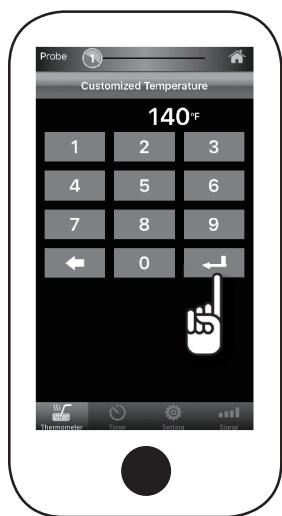 Probe 1
Customized Temperature
140°F
1 2 3
4 5 6
7 8 9
0
Thermometer Timer Setting Signal